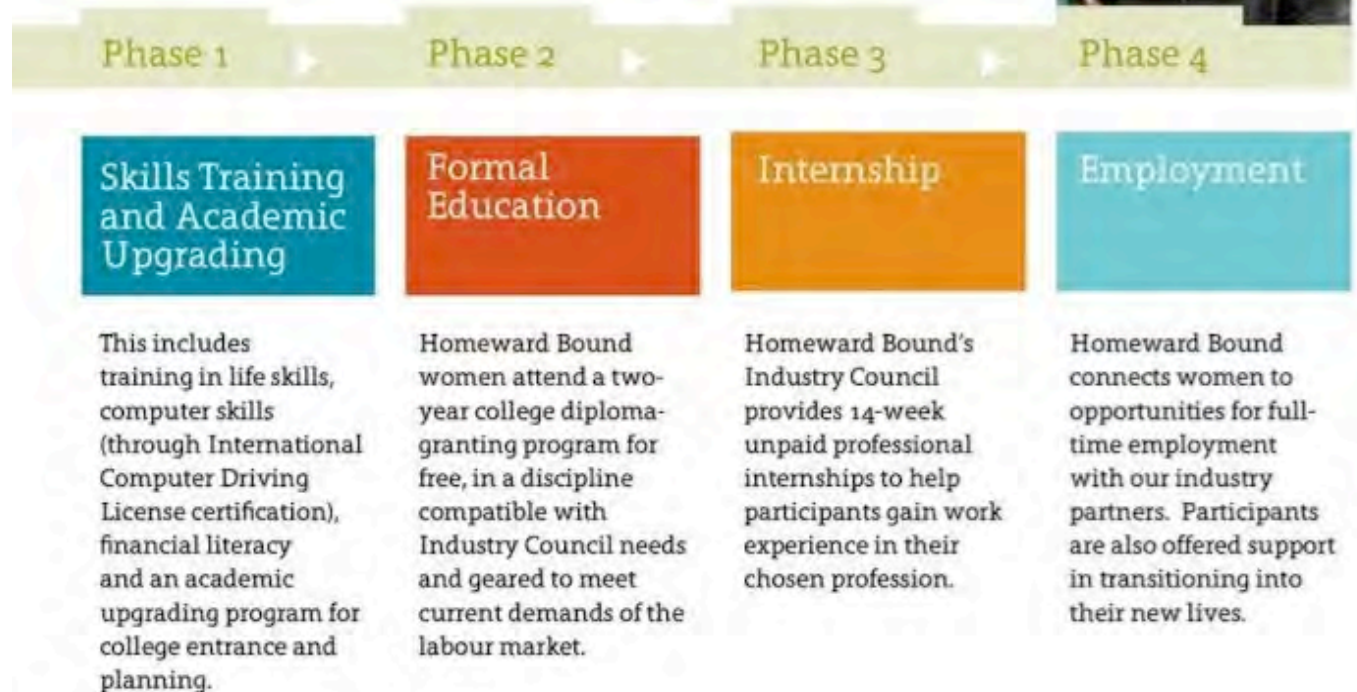 Phase 1
Phase 2
Phase 3
Phase 4
Skills Training
and Academic
Upgrading
This includes
training in life skills,
computer skills
(through International
Computer Driving
License certification),
financial literacy
and an academic
upgrading program for
college entrance and
planning.
Formal
Education
Homeward Bound
women attend a two-
year college diploma-
granting program for
free, in a discipline
compatible with
Industry Council needs
and geared to meet
current demands of the
labour market.
Internship
Homeward Bound's
Industry Council
provides 14-week
unpaid professional
internships to help
participants gain work
experience in their
chosen profession.
Employment
Homeward Bound
connects women to
opportunities for full-
time employment
with our industry
partners.  Participants
are also offered support
in transitioning into
their new lives.